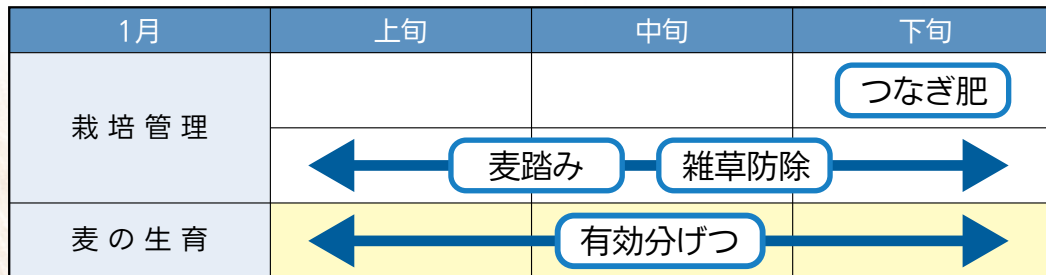 1月 上旬 中旬 下旬
つなぎ肥
栽培管理
麦踏み 雑草防除
麦の生育 有効分げつ